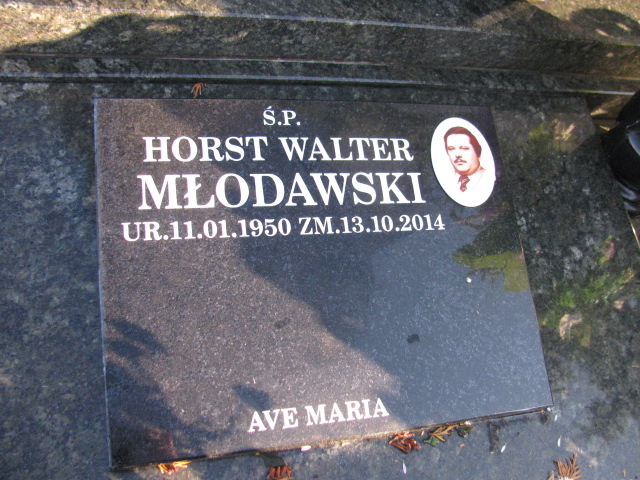 Ś.P.
HORST WALTER
MŁODAWSKI
UR.11.01.1950 ZM.13.10.2014
AVE MARIA